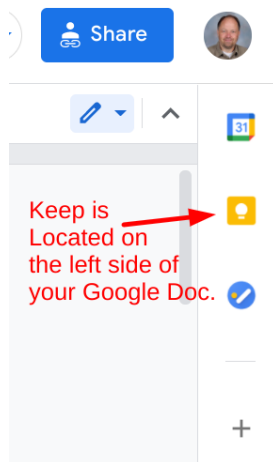 Share
31
Keep is
Located on
the left side of
your Google Doc.